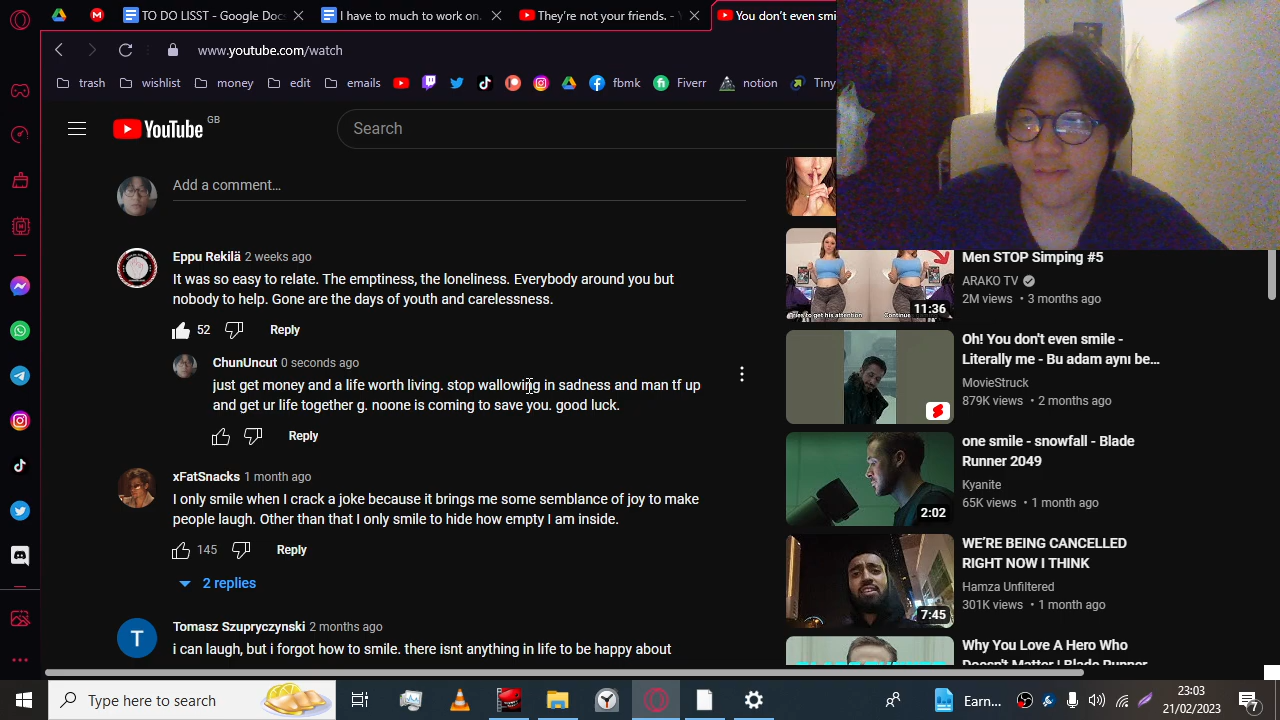 TO DO LISST - Google Doc
I have to much to work on.
They're not your friends. - Y
You don't even smi
www.youtube.com/watch
trash
wishlist
money
edit
emails
fbmk
Fiverr
notion
Tiny
YouTube GB
Search
Add a comment…
Eppu Rekilä 2 weeks ago
It was so easy to relate. The emptiness, the loneliness. Everybody around you but
nobody to help. Gone are the days of youth and carelessness.
52 Reply
ChunUncut 0 seconds ago
just get money and a life worth living. stop wallowing in sadness and man tf up
and get ur life together g. noone is coming to save you. good luck.
Reply
xFatSnacks 1 month ago
I only smile when I crack a joke because it brings me some semblance of joy to make
people laugh. Other than that I only smile to hide how empty I am inside.
145 Reply
2 replies
T
Tomasz Szupryczynski 2 months ago
i can laugh, but i forgot how to smile. there isnt anything in life to be happy about
Men STOP Simping #5
ARAKO TV
2M views • 3 months ago
11:36
Oh! You don't even smile -
Literally me - Bu adam aynı be...
MovieStruck
879K views • 2 months ago
one smile - snowfall - Blade
Runner 2049
Kyanite
65K views • 1 month ago
2:02
WE'RE BEING CANCELLED
RIGHT NOW I THINK
Hamza Unfiltered
301K views • 1 month ago
7:45
Why You Love A Hero Who
Doesn't Matter | Blade Runner
Type here to search
Earn...
23:03
21/02/2023
7